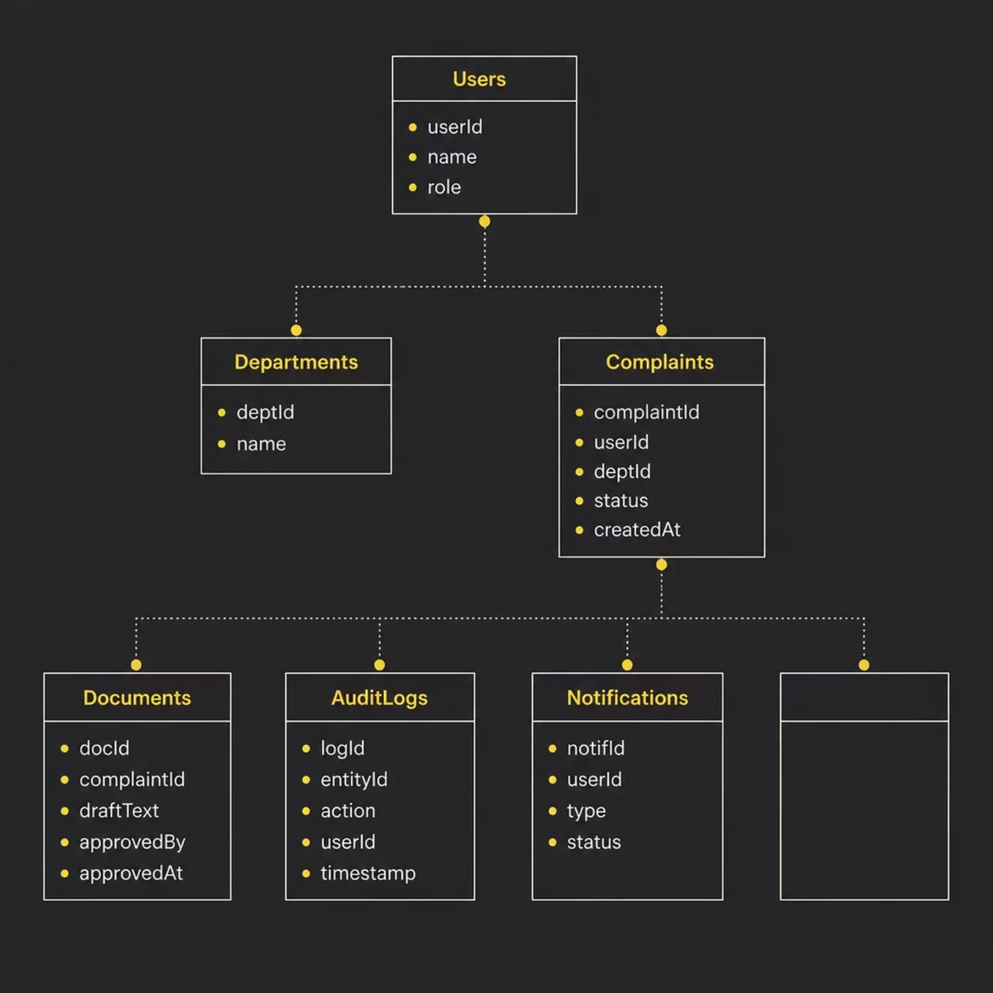 Users
userId
name
role
Departments
deptId
name
Complaints
complaintId
userId
deptId
status
createdAt
Documents
docId
complaintId
draftText
approvedBy
approvedAt
AuditLogs
logId
entityId
action
userId
timestamp
Notifications
notifId
userId
type
status